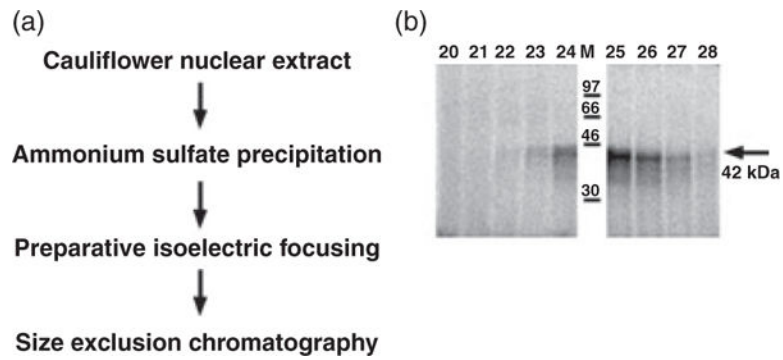 (a)
Cauliflower nuclear extract
Ammonium sulfate precipitation
Preparative isoelectric focusing
Size exclusion chromatography
(b)
20 21 22 23 24 M 25 26 27 28
97
66
46
42 kDa
30